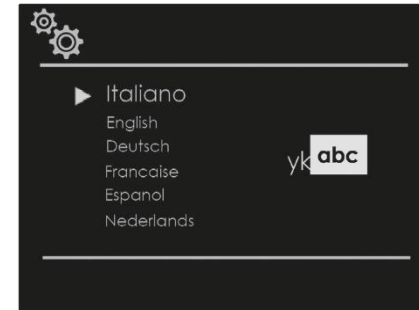 Italiano
English
Deutsch
Francaise
Espanol
Nederlands
yk abc